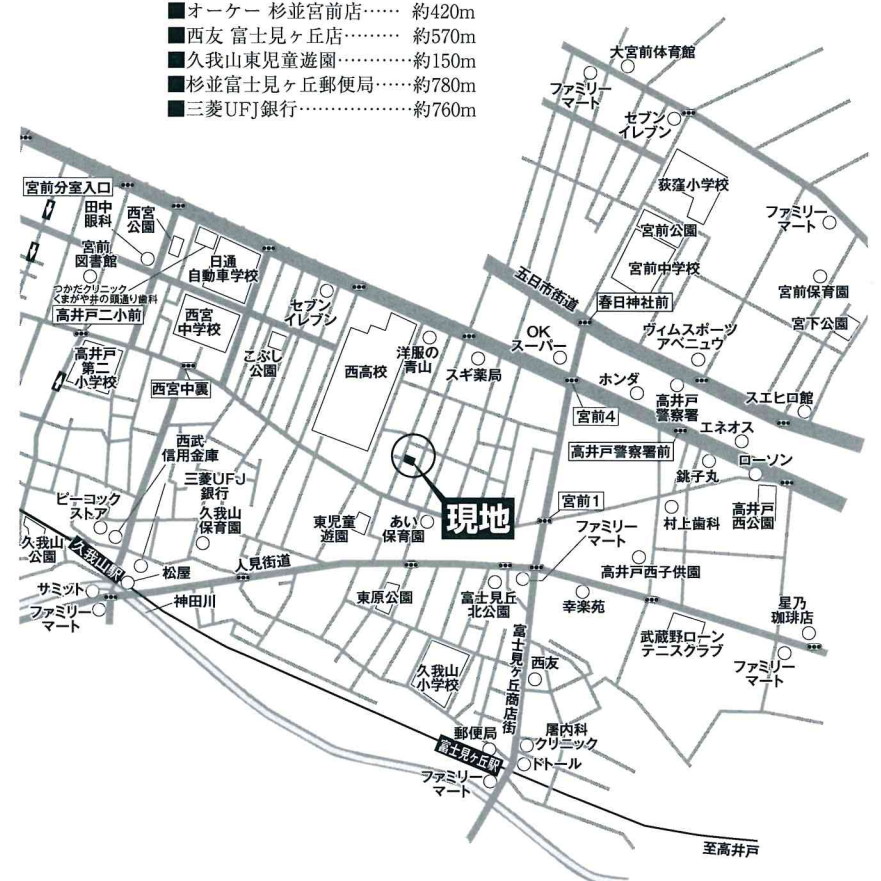 ■オーケー 杉並宮前店…… 約420m
■西友 富士見ヶ丘店……… 約570m
■久我山東児童遊園…………約150m
■杉並富士見ヶ丘郵便局……約780m
■三菱UFJ銀行………………約760m
大宮前体育館
ファミリー
マート
セブン
イレブン
荻窪小学校
宮前公園
宮前中学校
ファミリー
マート
宮前保育園
宮下公園
宮前分室入口
田中
眼科
西宮
公園
宮前
図書館
日通
自動車学校
つかだクリニック
くまがや井の頭通り歯科
高井戸二小前
西宮
中学校
セブン
イレブン
こぶし
公園
高井戸
第二
小学校
西宮中裏
西高校
洋服の
青山
スギ薬局
OK
スーパー
五日市街道
春日神社前
ヴィムスポーツ
アベニュウ
ホンダ
高井戸
警察署
スエヒロ館
宮前4
エネオス
高井戸警察署前
ローソン
銚子丸
西武
信用金庫
三菱UFJ
銀行
ピーコック
ストア
久我山
保育園
東児童
遊園
あい
保育園
現地
宮前1
ファミリー
マート
村上歯科
高井戸
西公園
久我山
公園
久我山駅
松屋
人見街道
サミット
ファミリー
マート
神田川
東原公園
富士見丘
北公園
高井戸西子供園
幸楽苑
武蔵野ローン
テニスクラブ
星乃
珈琲店
ファミリー
マート
久我山
小学校
富士見ヶ丘商店街
西友
郵便局
富士見ヶ丘駅
屠内科
クリニック
ドトール
ファミリー
マート
至高井戸